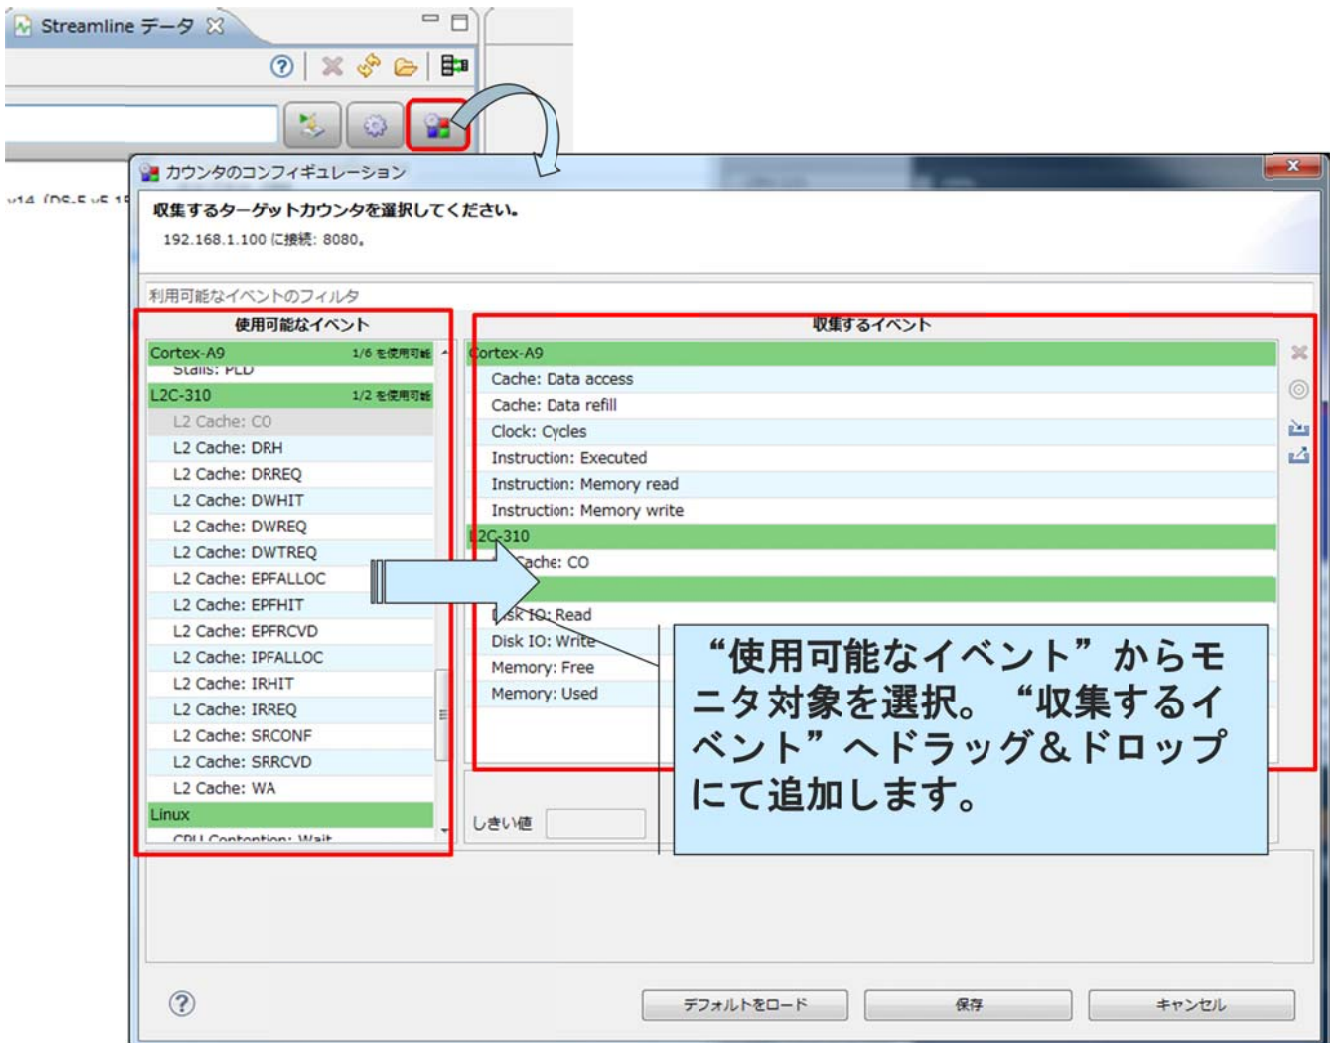 Streamline データ
カウンタのコンフィギュレーション
収集するターゲットカウンタを選択してください。
192.168.1.100 に接続: 8080。
利用可能なイベントのフィルタ
使用可能なイベント
Cortex-A9 1/6 を使用可能
Stalls: PLD
L2C-310 1/2 を使用可能
L2 Cache: CO
L2 Cache: DRH
L2 Cache: DRREQ
L2 Cache: DWHIT
L2 Cache: DWREQ
L2 Cache: DWTREQ
L2 Cache: EPFALLOC
L2 Cache: EPFHIT
L2 Cache: EPFRCVD
L2 Cache: IPFALLOC
L2 Cache: IRHIT
L2 Cache: IRREQ
L2 Cache: SRCONF
L2 Cache: SRRCVD
L2 Cache: WA
Linux
CPU Contention: Wait
収集するイベント
Cortex-A9
Cache: Data access
Cache: Data refill
Clock: Cycles
Instruction: Executed
Instruction: Memory read
Instruction: Memory write
L2C-310
Cache: CO
Disk IO: Read
Disk IO: Write
Memory: Free
Memory: Used
“使用可能なイベント”からモ
ニタ対象を選択。“収集するイ
ベント”へドラッグ＆ドロップ
にて追加します。
しきい値
デフォルトをロード
保存
キャンセル